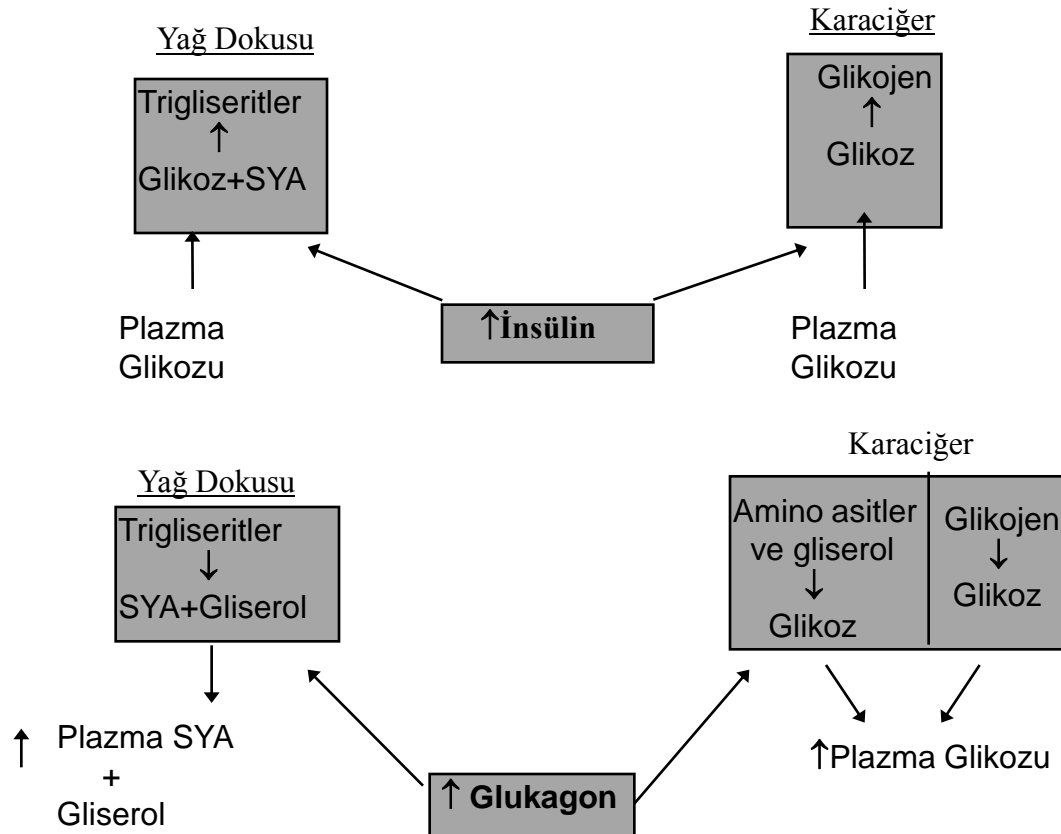 Yağ Dokusu
Trigliseritler
↑
Glikoz+SYA
Plazma
Glikozu
Karaciğer
Glikojen
↑
Glikoz
Plazma
Glikozu
↑İnsülin
Yağ Dokusu
Trigliseritler
↓
SYA+Gliserol
↑ Plazma SYA
+
Gliserol
Karaciğer
Amino asitler
ve gliserol
↓
Glikoz
Glikojen
↓
Glikoz
↑Plazma Glikozu
↑ Glukagon